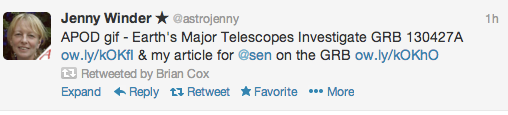 Jenny Winder ★ @astrojenny 1h
APOD gif - Earth's Major Telescopes Investigate GRB 130427A
ow.ly/kOKfI & my article for @sen on the GRB ow.ly/kOKhO
Retweeted by Brian Cox
Expand Reply Retweet ★ Favorite ••• More